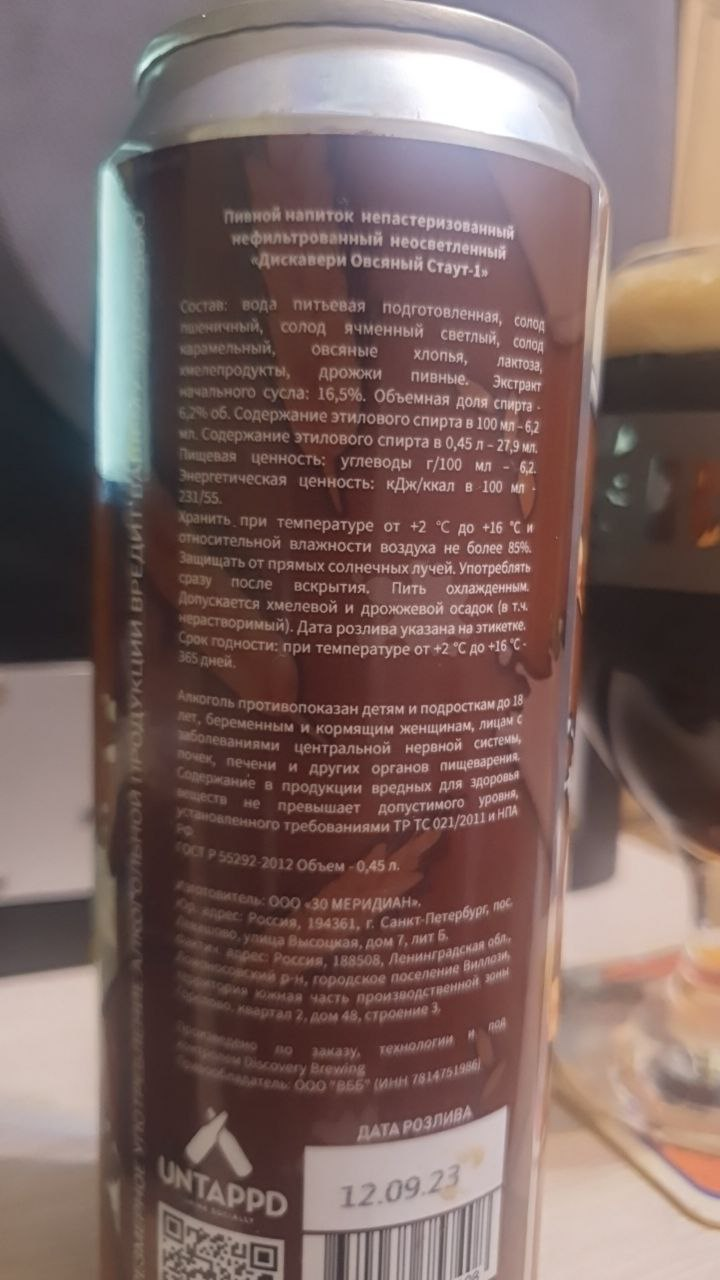 Пивной напиток непастеризованный
нефильтрованный неосветленный
«Дискавери Овсяный Стаут-1»
Состав: вода питьевая подготовленная, солод
пшеничный, солод ячменный светлый, солод
карамельный, овсяные хлопья, лактоза,
хмелепродукты, дрожжи пивные. Экстракт
начального сусла: 16,5%. Объемная доля спирта -
6,2% об. Содержание этилового спирта в 100 мл – 6,2
мл. Содержание этилового спирта в 0,45 л – 27,9 мл.
Пищевая ценность: углеводы г/100 мл – 6,2.
Энергетическая ценность: кДж/ккал в 100 мл -
231/55.
Хранить при температуре от +2 °С до +16 °С и
относительной влажности воздуха не более 85%.
Защищать от прямых солнечных лучей. Употреблять
сразу после вскрытия. Пить охлажденным.
Допускается хмелевой и дрожжевой осадок (в т.ч.
нерастворимый). Дата розлива указана на этикетке.
Срок годности: при температуре от +2 °С до +16 °С -
365 дней.
Алкоголь противопоказан детям и подросткам до 18
лет, беременным и кормящим женщинам, лицам с
заболеваниями центральной нервной системы,
почек, печени и других органов пищеварения.
Содержание в продукции вредных для здоровья
веществ не превышает допустимого уровня,
установленного требованиями ТР ТС 021/2011 и НПА
РФ.
ГОСТ Р 55292-2012 Объем - 0,45 л.
Изготовитель: ООО «30 МЕРИДИАН».
Юр. адрес: Россия, 194361, г. Санкт-Петербург, пос.
Левашово, улица Высоцкая, дом 7, лит Б.
Фактич. адрес: Россия, 188508, Ленинградская обл.,
Ломоносовский р-н, городское поселение Виллози,
территория южная часть производственной зоны
Горелово, квартал 2, дом 48, строение 3.
Произведено по заказу, технологии и под
контролем Discovery Brewing
Правообладатель: ООО "ВББ" (ИНН 7814751986)
ДАТА РОЗЛИВА
12.09.23
UNTAPPD
DRINK SOCIALLY
ЧРЕЗМЕРНОЕ УПОТРЕБЛЕНИЕ АЛКОГОЛЬНОЙ ПРОДУКЦИИ ВРЕДИТ